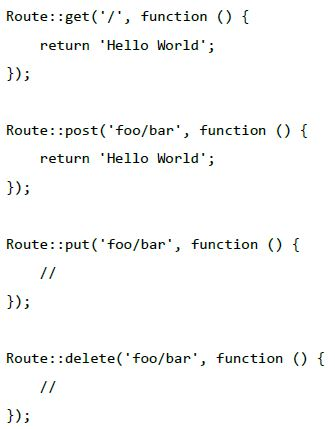 Route::get('/', function () {
    return 'Hello World';
});

Route::post('foo/bar', function () {
    return 'Hello World';
});

Route::put('foo/bar', function () {
    //
});

Route::delete('foo/bar', function () {
    //
});